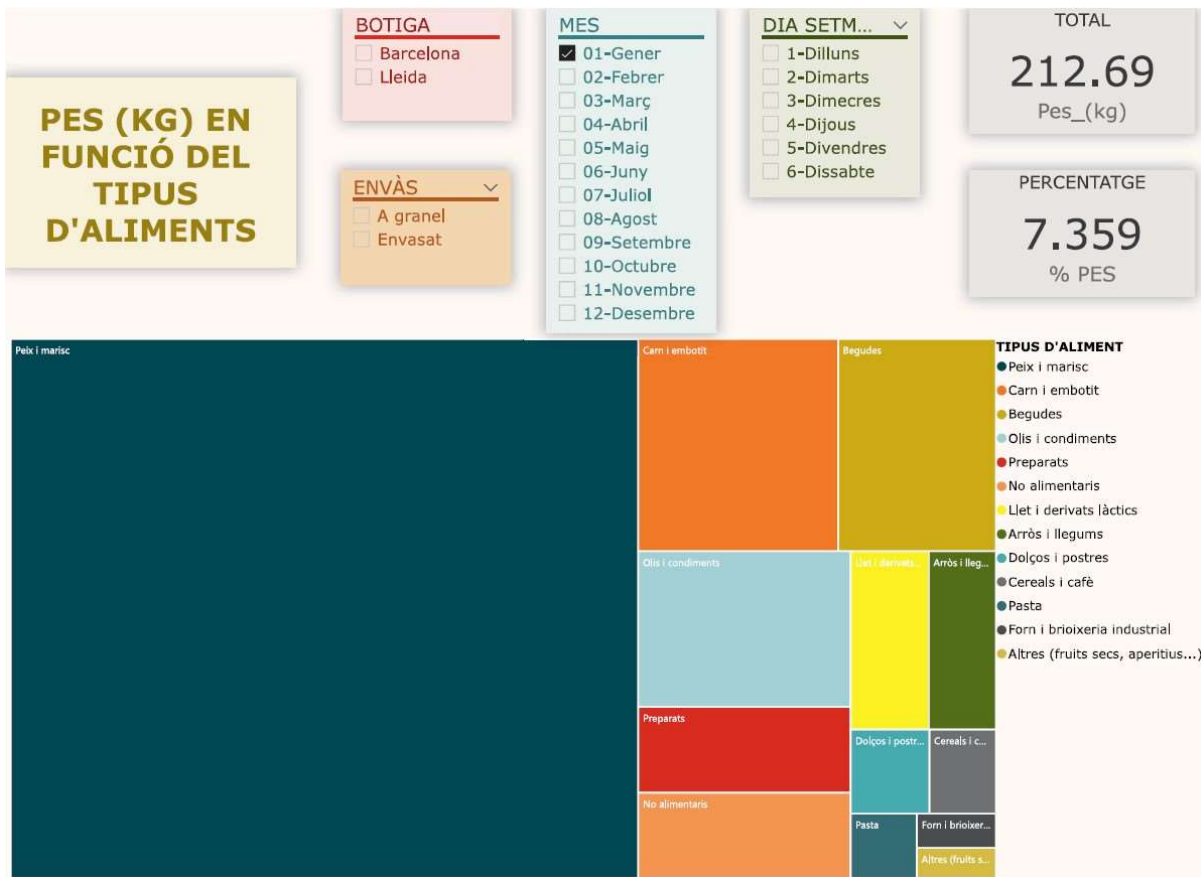 PES (KG) EN
FUNCIÓ DEL
TIPUS
D'ALIMENTS
BOTIGA
Barcelona
Lleida
ENVÀS
A granel
Envasat
MES
01-Gener
02-Febrer
03-Març
04-Abril
05-Maig
06-Juny
07-Juliol
08-Agost
09-Setembre
10-Octubre
11-Novembre
12-Desembre
DIA SETM...
1-Dilluns
2-Dimarts
3-Dimecres
4-Dijous
5-Divendres
6-Dissabte
TOTAL
212.69
Pes_(kg)
PERCENTATGE
7.359
% PES
Peix i marisc
Carn i embotit
Begudes
Olis i condiments
Llet i derivats...
Arròs i lleg...
Preparats
Dolços i postr...
Cereals i c...
No alimentaris
Pasta
Forn i brioixer...
Altres (fruits s...
TIPUS D'ALIMENT
Peix i marisc
Carn i embotit
Begudes
Olis i condiments
Preparats
No alimentaris
Llet i derivats làctics
Arròs i llegums
Dolços i postres
Cereals i cafè
Pasta
Forn i brioixeria industrial
Altres (fruits secs, aperitius...)